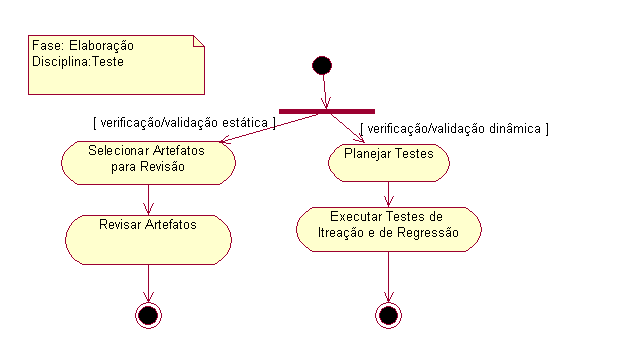 Fase: Elaboração
Disciplina:Teste
[ verificação/validação estática ]
[ verificação/validação dinâmica ]
Selecionar Artefatos
para Revisão
Planejar Testes
Revisar Artefatos
Executar Testes de
Itreação e de Regressão